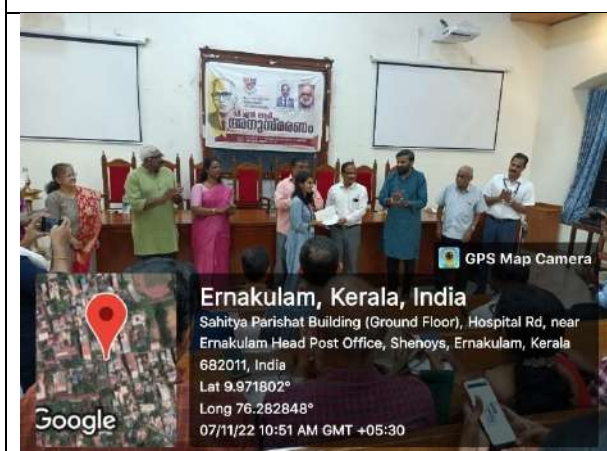 അനുസ്മരണം
GPS Map Camera
Ernakulam, Kerala, India
Sahitya Parishat Building (Ground Floor), Hospital Rd, near
Ernakulam Head Post Office, Shenoys, Ernakulam, Kerala
682011, India
Lat 9.971802°
Long 76.282848°
07/11/22 10:51 AM GMT +05:30
Google